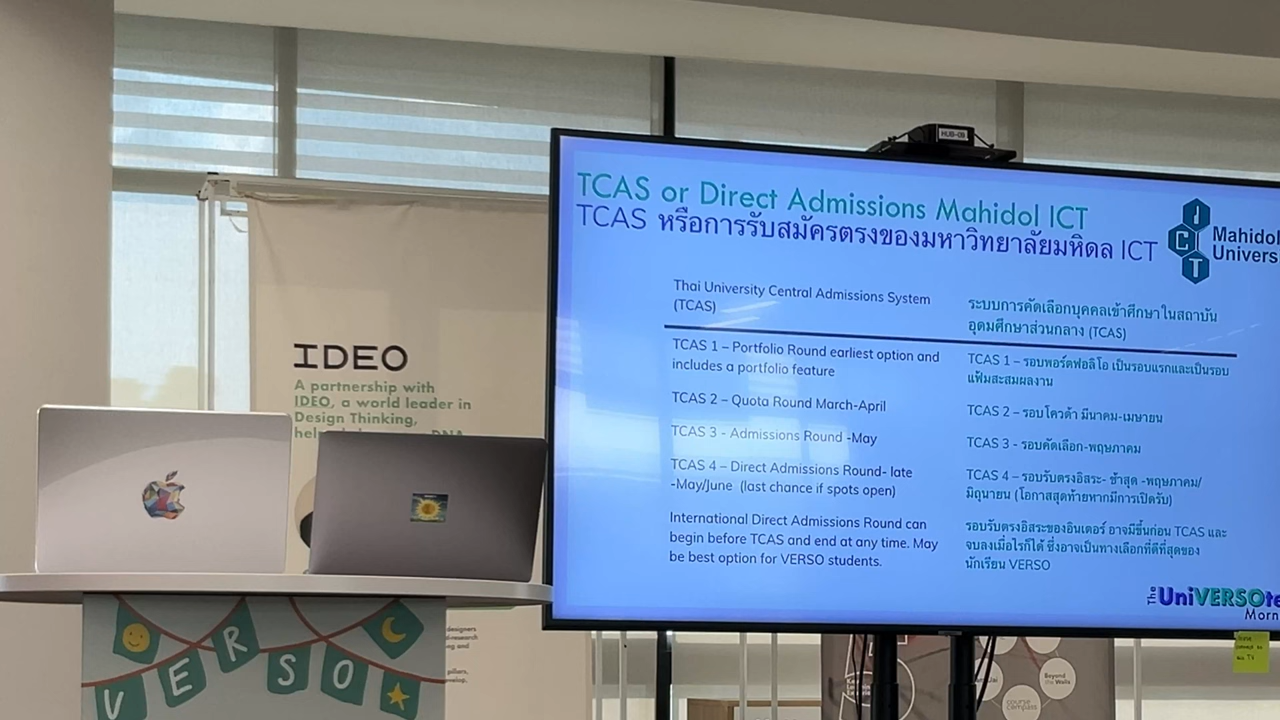 HUB-OB
TCAS or Direct Admissions Mahidol ICT
TCAS หรือการรับสมัครตรงของมหาวิทยาลัยมหิดล ICT
J
C
T
Mahidol
Univers
Thai University Central Admissions System
(TCAS)
TCAS 1 – Portfolio Round earliest option and
includes a portfolio feature
TCAS 2 – Quota Round March-April
TCAS 3 - Admissions Round -May
TCAS 4 – Direct Admissions Round- late
-May/June (last chance if spots open)
International Direct Admissions Round can
begin before TCAS and end at any time. May
be best option for VERSO students.
ระบบการคัดเลือกบุคคลเข้าศึกษาในสถาบัน
อุดมศึกษาส่วนกลาง (TCAS)
TCAS 1 – รอบพอร์ตฟอลิโอ เป็นรอบแรกและเป็นรอบ
แฟ้มสะสมผลงาน
TCAS 2 – รอบโควต้า มีนาคม-เมษายน
TCAS 3 - รอบคัดเลือก-พฤษภาคม
TCAS 4 – รอบรับตรงอิสระ- ช้าสุด -พฤษภาคม/
มิถุนายน (โอกาสสุดท้ายหากมีการเปิดรับ)
รอบรับตรงอิสระของอินเตอร์ อาจมีขึ้นก่อน TCAS และ
จบลงเมื่อไรก็ได้ ซึ่งอาจเป็นทางเลือกที่ดีที่สุดของ
นักเรียน VERSO
The UniVERSOte
Morn
IDEO
A partnership with
IDEO, a world leader in
Design Thinking,
VERSO
designers
Beyond
the Walls
course
compass